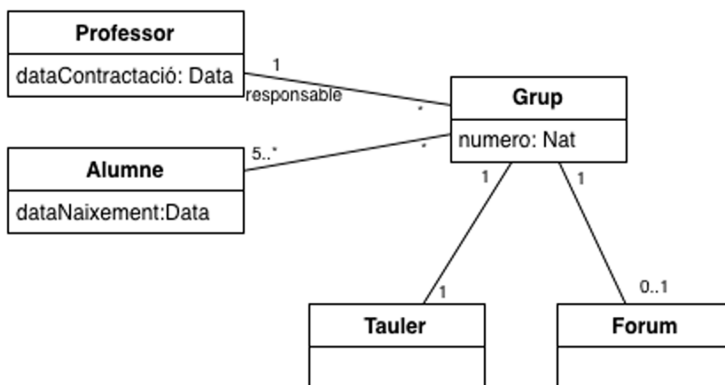 Professor
dataContractació: Data
1
responsable
*
Grup
numero: Nat
Alumne
dataNaixement:Data
5..*
*
1
1
1
0..1
Tauler
Forum